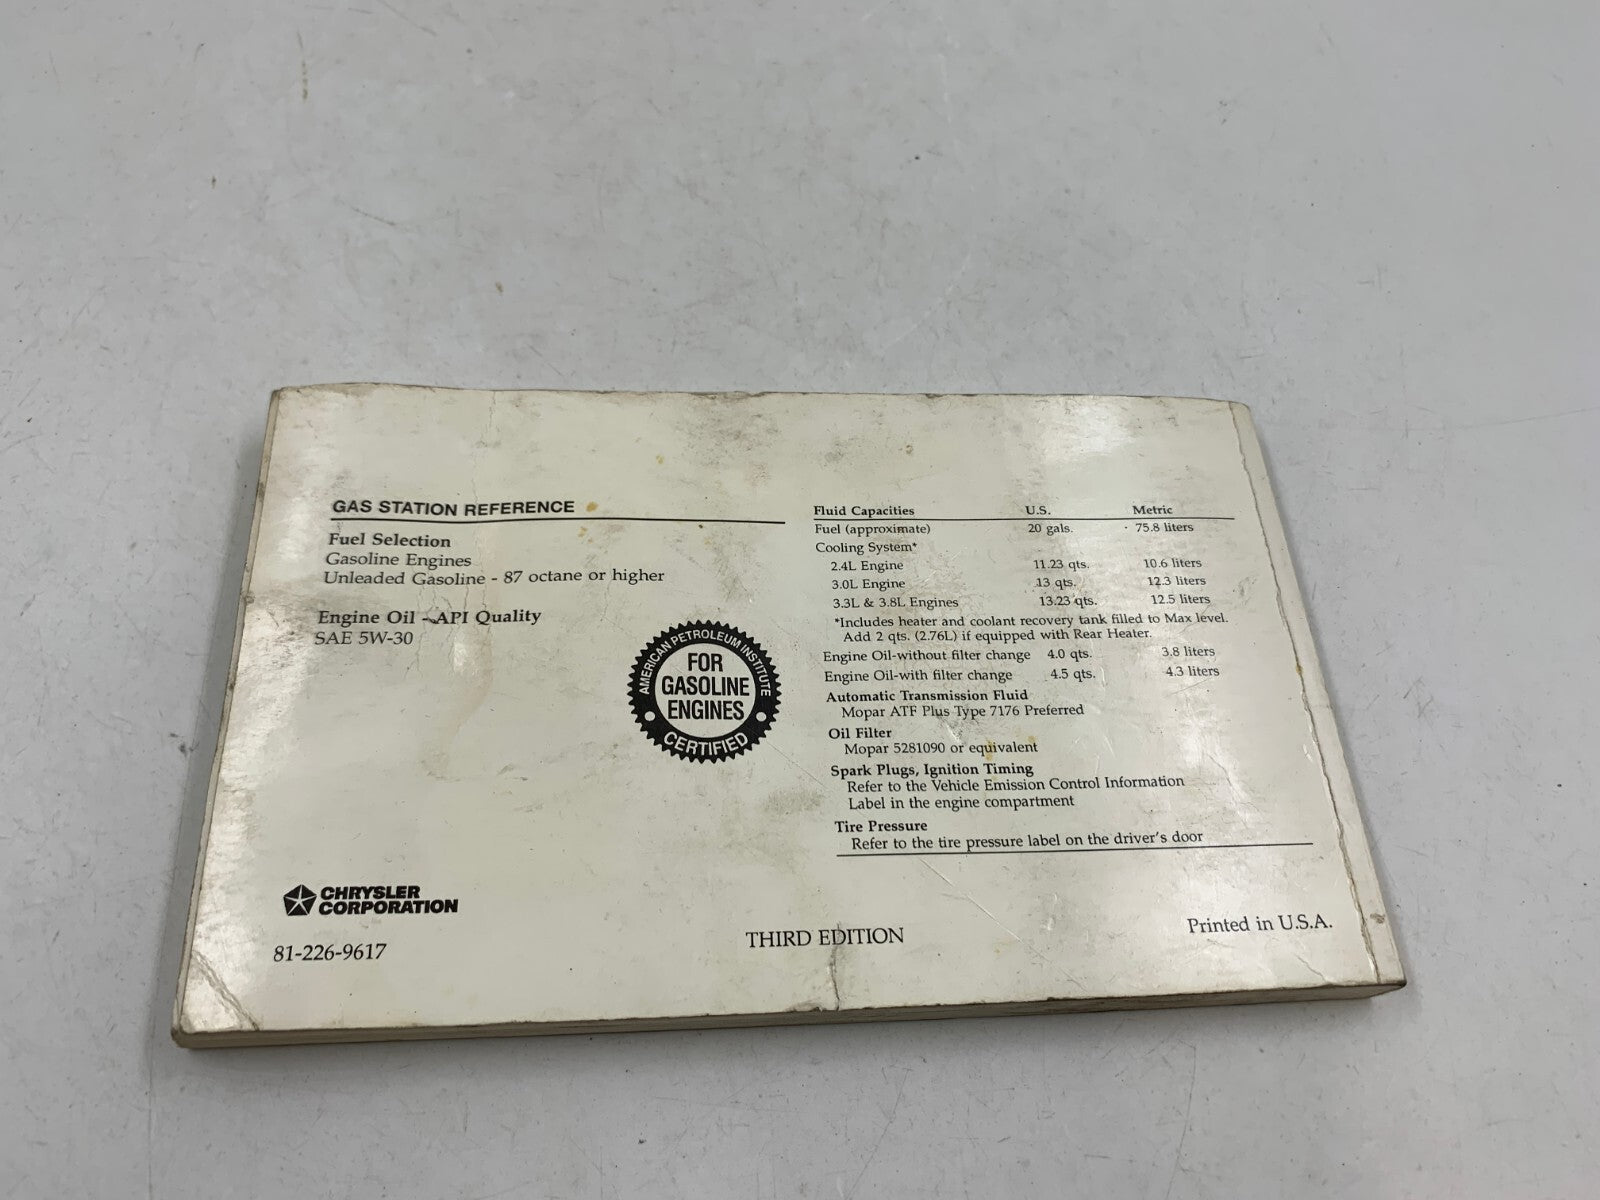 GAS STATION REFERENCE
Fuel Selection
Gasoline Engines
Unleaded Gasoline - 87 octane or higher
Engine Oil - API Quality
SAE 5W-30
AMERICAN PETROLEUM INSTITUTE
FOR
GASOLINE
ENGINES
CERTIFIED
Fluid Capacities U.S. Metric
Fuel (approximate) 20 gals. 75.8 liters
Cooling System*
2.4L Engine 11.23 qts. 10.6 liters
3.0L Engine 13 qts. 12.3 liters
3.3L & 3.8L Engines 13.23 qts. 12.5 liters
*Includes heater and coolant recovery tank filled to Max level.
Add 2 qts. (2.76L) if equipped with Rear Heater.
Engine Oil-without filter change 4.0 qts. 3.8 liters
Engine Oil-with filter change 4.5 qts. 4.3 liters
Automatic Transmission Fluid
Mopar ATF Plus Type 7176 Preferred
Oil Filter
Mopar 5281090 or equivalent
Spark Plugs, Ignition Timing
Refer to the Vehicle Emission Control Information
Label in the engine compartment
Tire Pressure
Refer to the tire pressure label on the driver's door
CHRYSLER
CORPORATION
81-226-9617
THIRD EDITION
Printed in U.S.A.